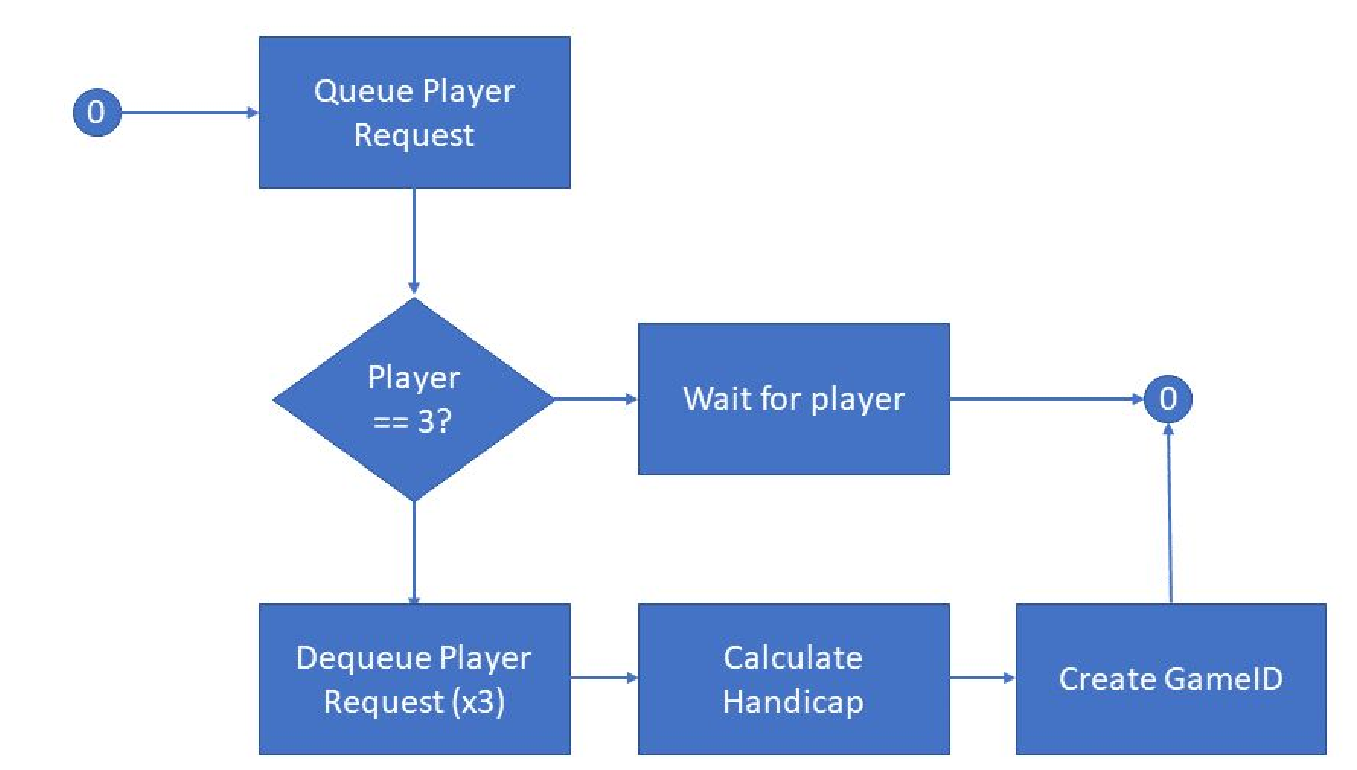 0
Queue Player
Request
Player
== 3?
Wait for player
0
Dequeue Player
Request (x3)
Calculate
Handicap
Create GameID